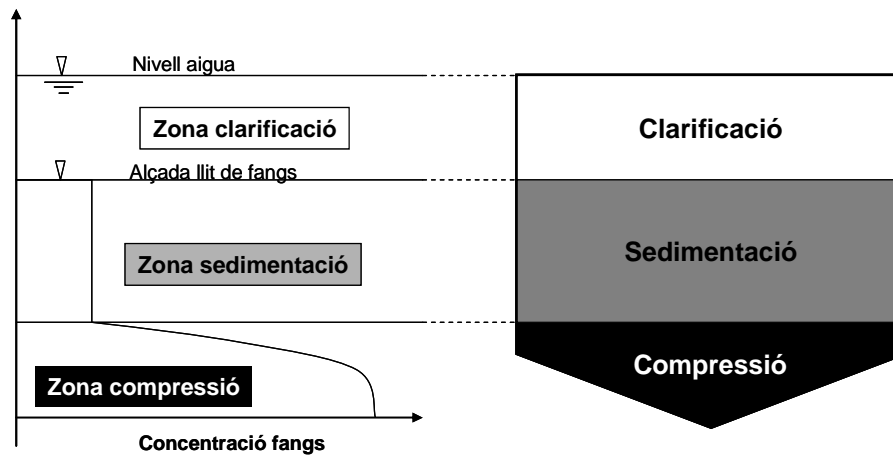 Nivell aigua
Zona clarificació
Clarificació
Alçada llit de fangs
Zona sedimentació
Sedimentació
Zona compressió
Compressió
Concentració fangs